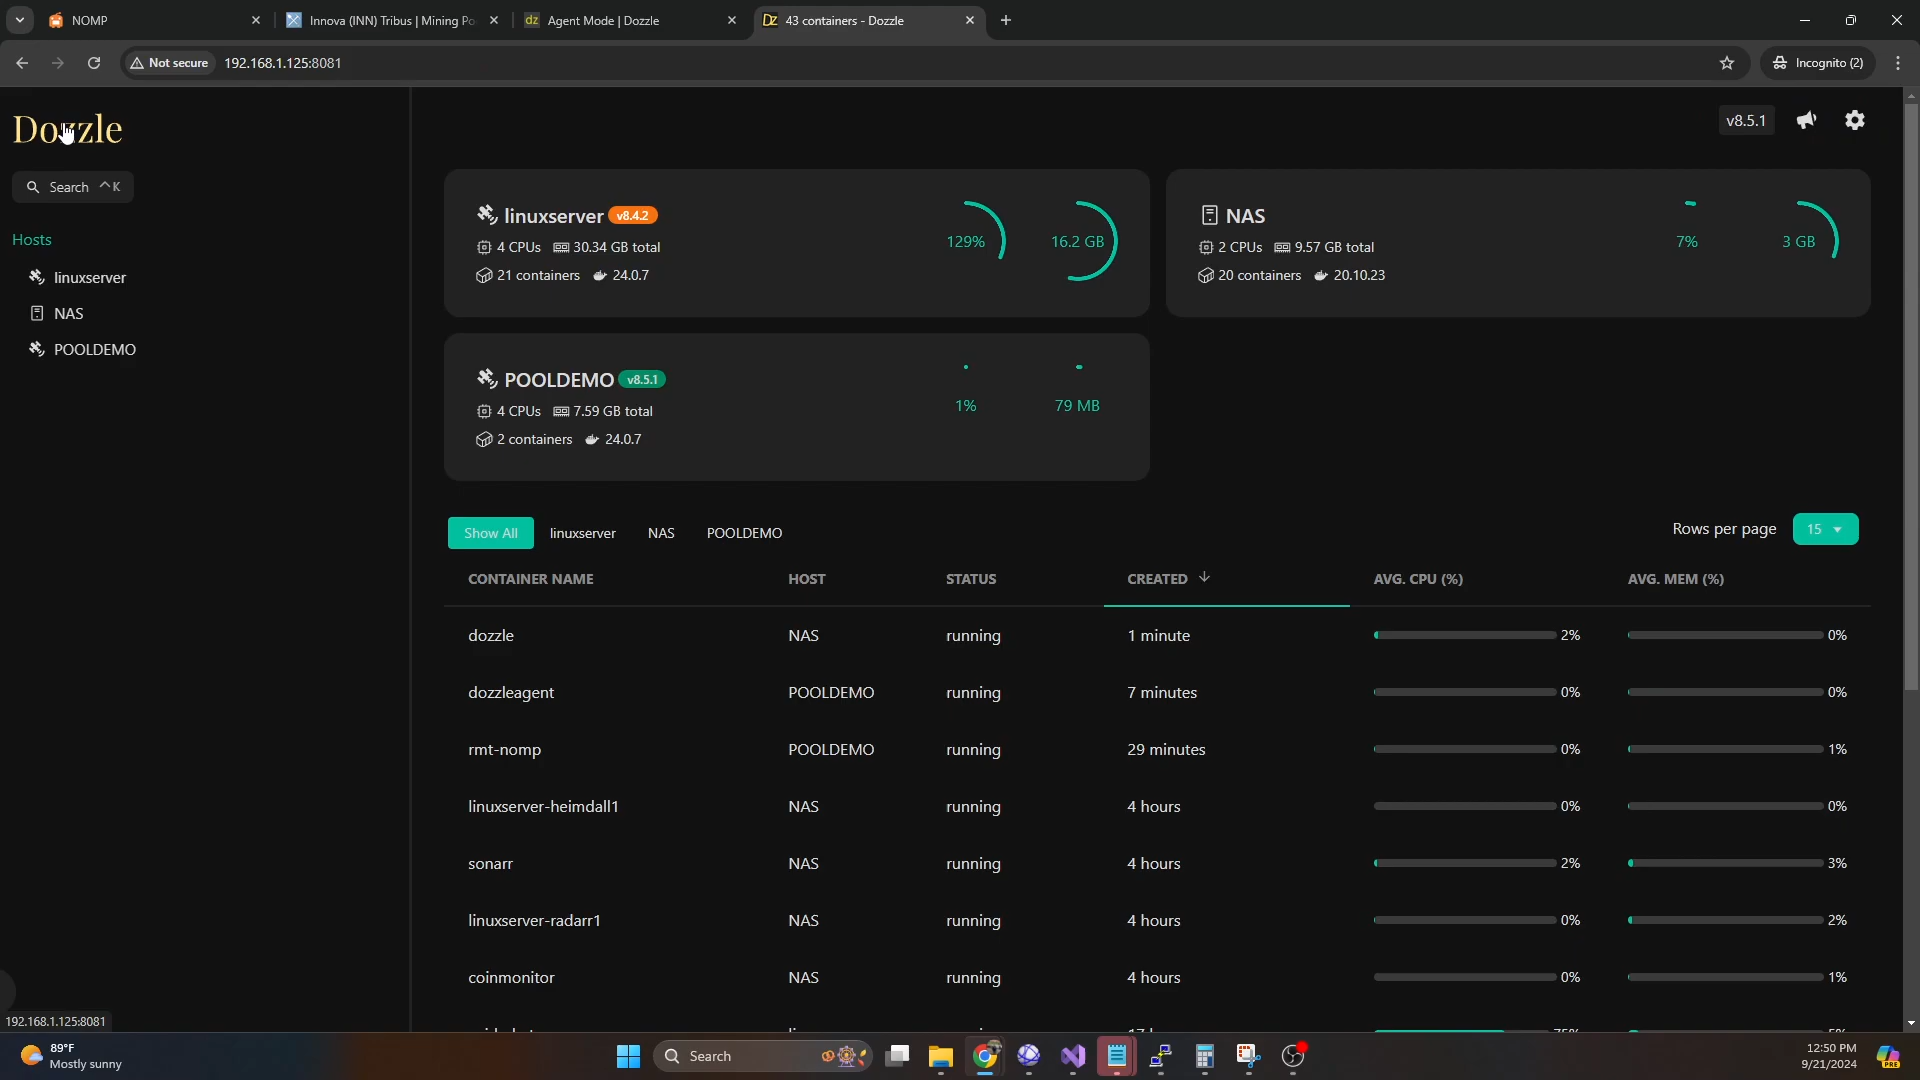 NOMP
Innova (INN) Tribus | Mining Po
Agent Mode | Dozzle
43 containers - Dozzle
Not secure
192.168.1.125:8081
Incognito (2)
Dozzle
Search ^K
v8.5.1
Hosts
linuxserver
NAS
POOLDEMO
linuxserver v8.4.2
4 CPUs 30.34 GB total
21 containers 24.0.7
129%
16.2 GB
NAS
2 CPUs 9.57 GB total
20 containers 20.10.23
7%
3 GB
POOLDEMO v8.5.1
4 CPUs 7.59 GB total
2 containers 24.0.7
1%
79 MB
Show All linuxserver NAS POOLDEMO
Rows per page 15
CONTAINER NAME HOST STATUS CREATED AVG. CPU (%) AVG. MEM (%)
dozzle NAS running 1 minute 2% 0%
dozzleagent POOLDEMO running 7 minutes 0% 0%
rmt-nomp POOLDEMO running 29 minutes 0% 1%
linuxserver-heimdall1 NAS running 4 hours 0% 0%
sonarr NAS running 4 hours 2% 3%
linuxserver-radarr1 NAS running 4 hours 0% 2%
coinmonitor NAS running 4 hours 0% 1%
192.168.1.125:8081
89°F
Mostly sunny
Search
12:50 PM
9/21/2024
PRE